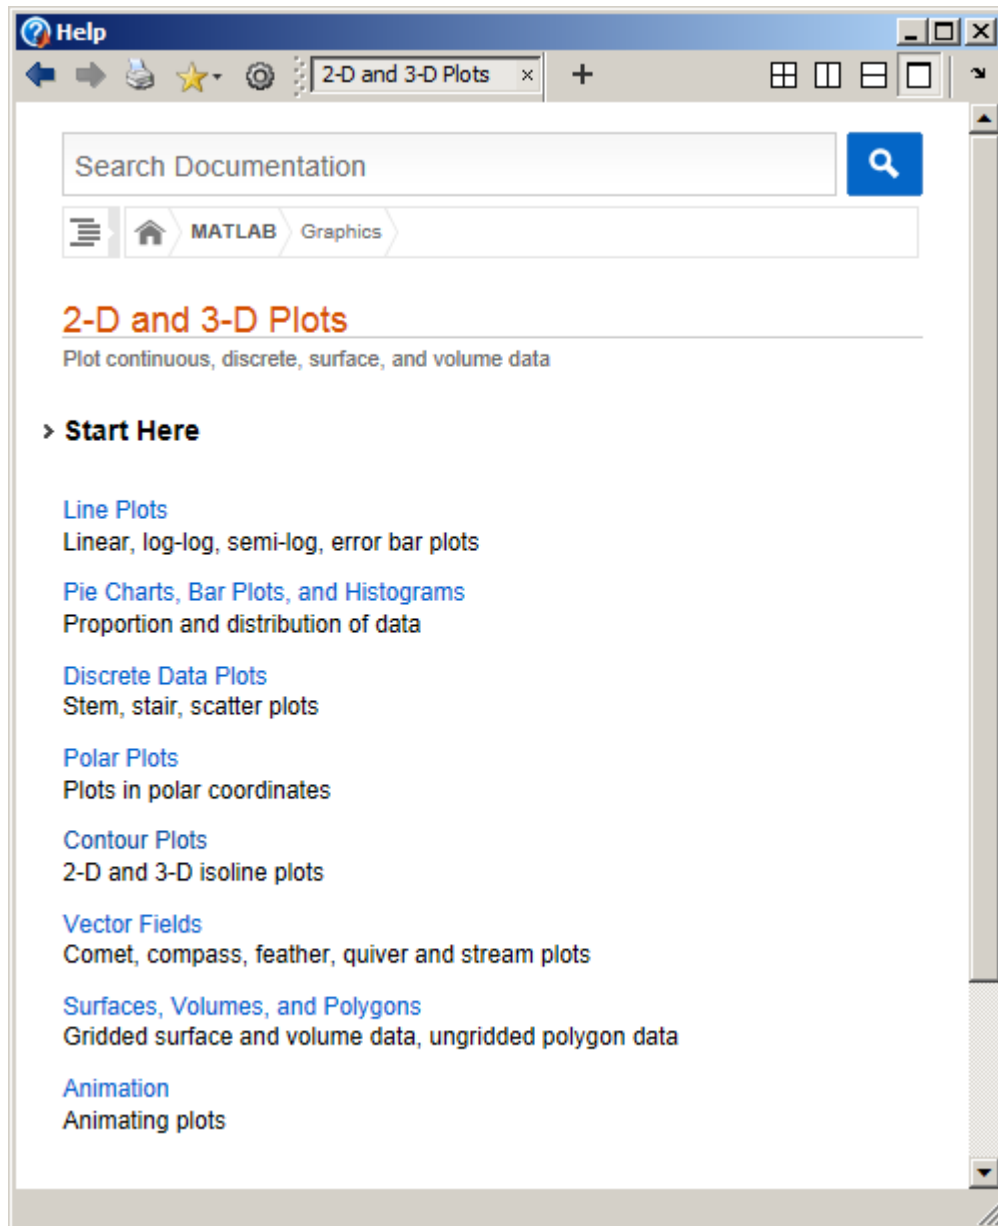 Help
2-D and 3-D Plots
Search Documentation
MATLAB Graphics
2-D and 3-D Plots
Plot continuous, discrete, surface, and volume data
Start Here
Line Plots
Linear, log-log, semi-log, error bar plots
Pie Charts, Bar Plots, and Histograms
Proportion and distribution of data
Discrete Data Plots
Stem, stair, scatter plots
Polar Plots
Plots in polar coordinates
Contour Plots
2-D and 3-D isoline plots
Vector Fields
Comet, compass, feather, quiver and stream plots
Surfaces, Volumes, and Polygons
Gridded surface and volume data, ungridded polygon data
Animation
Animating plots